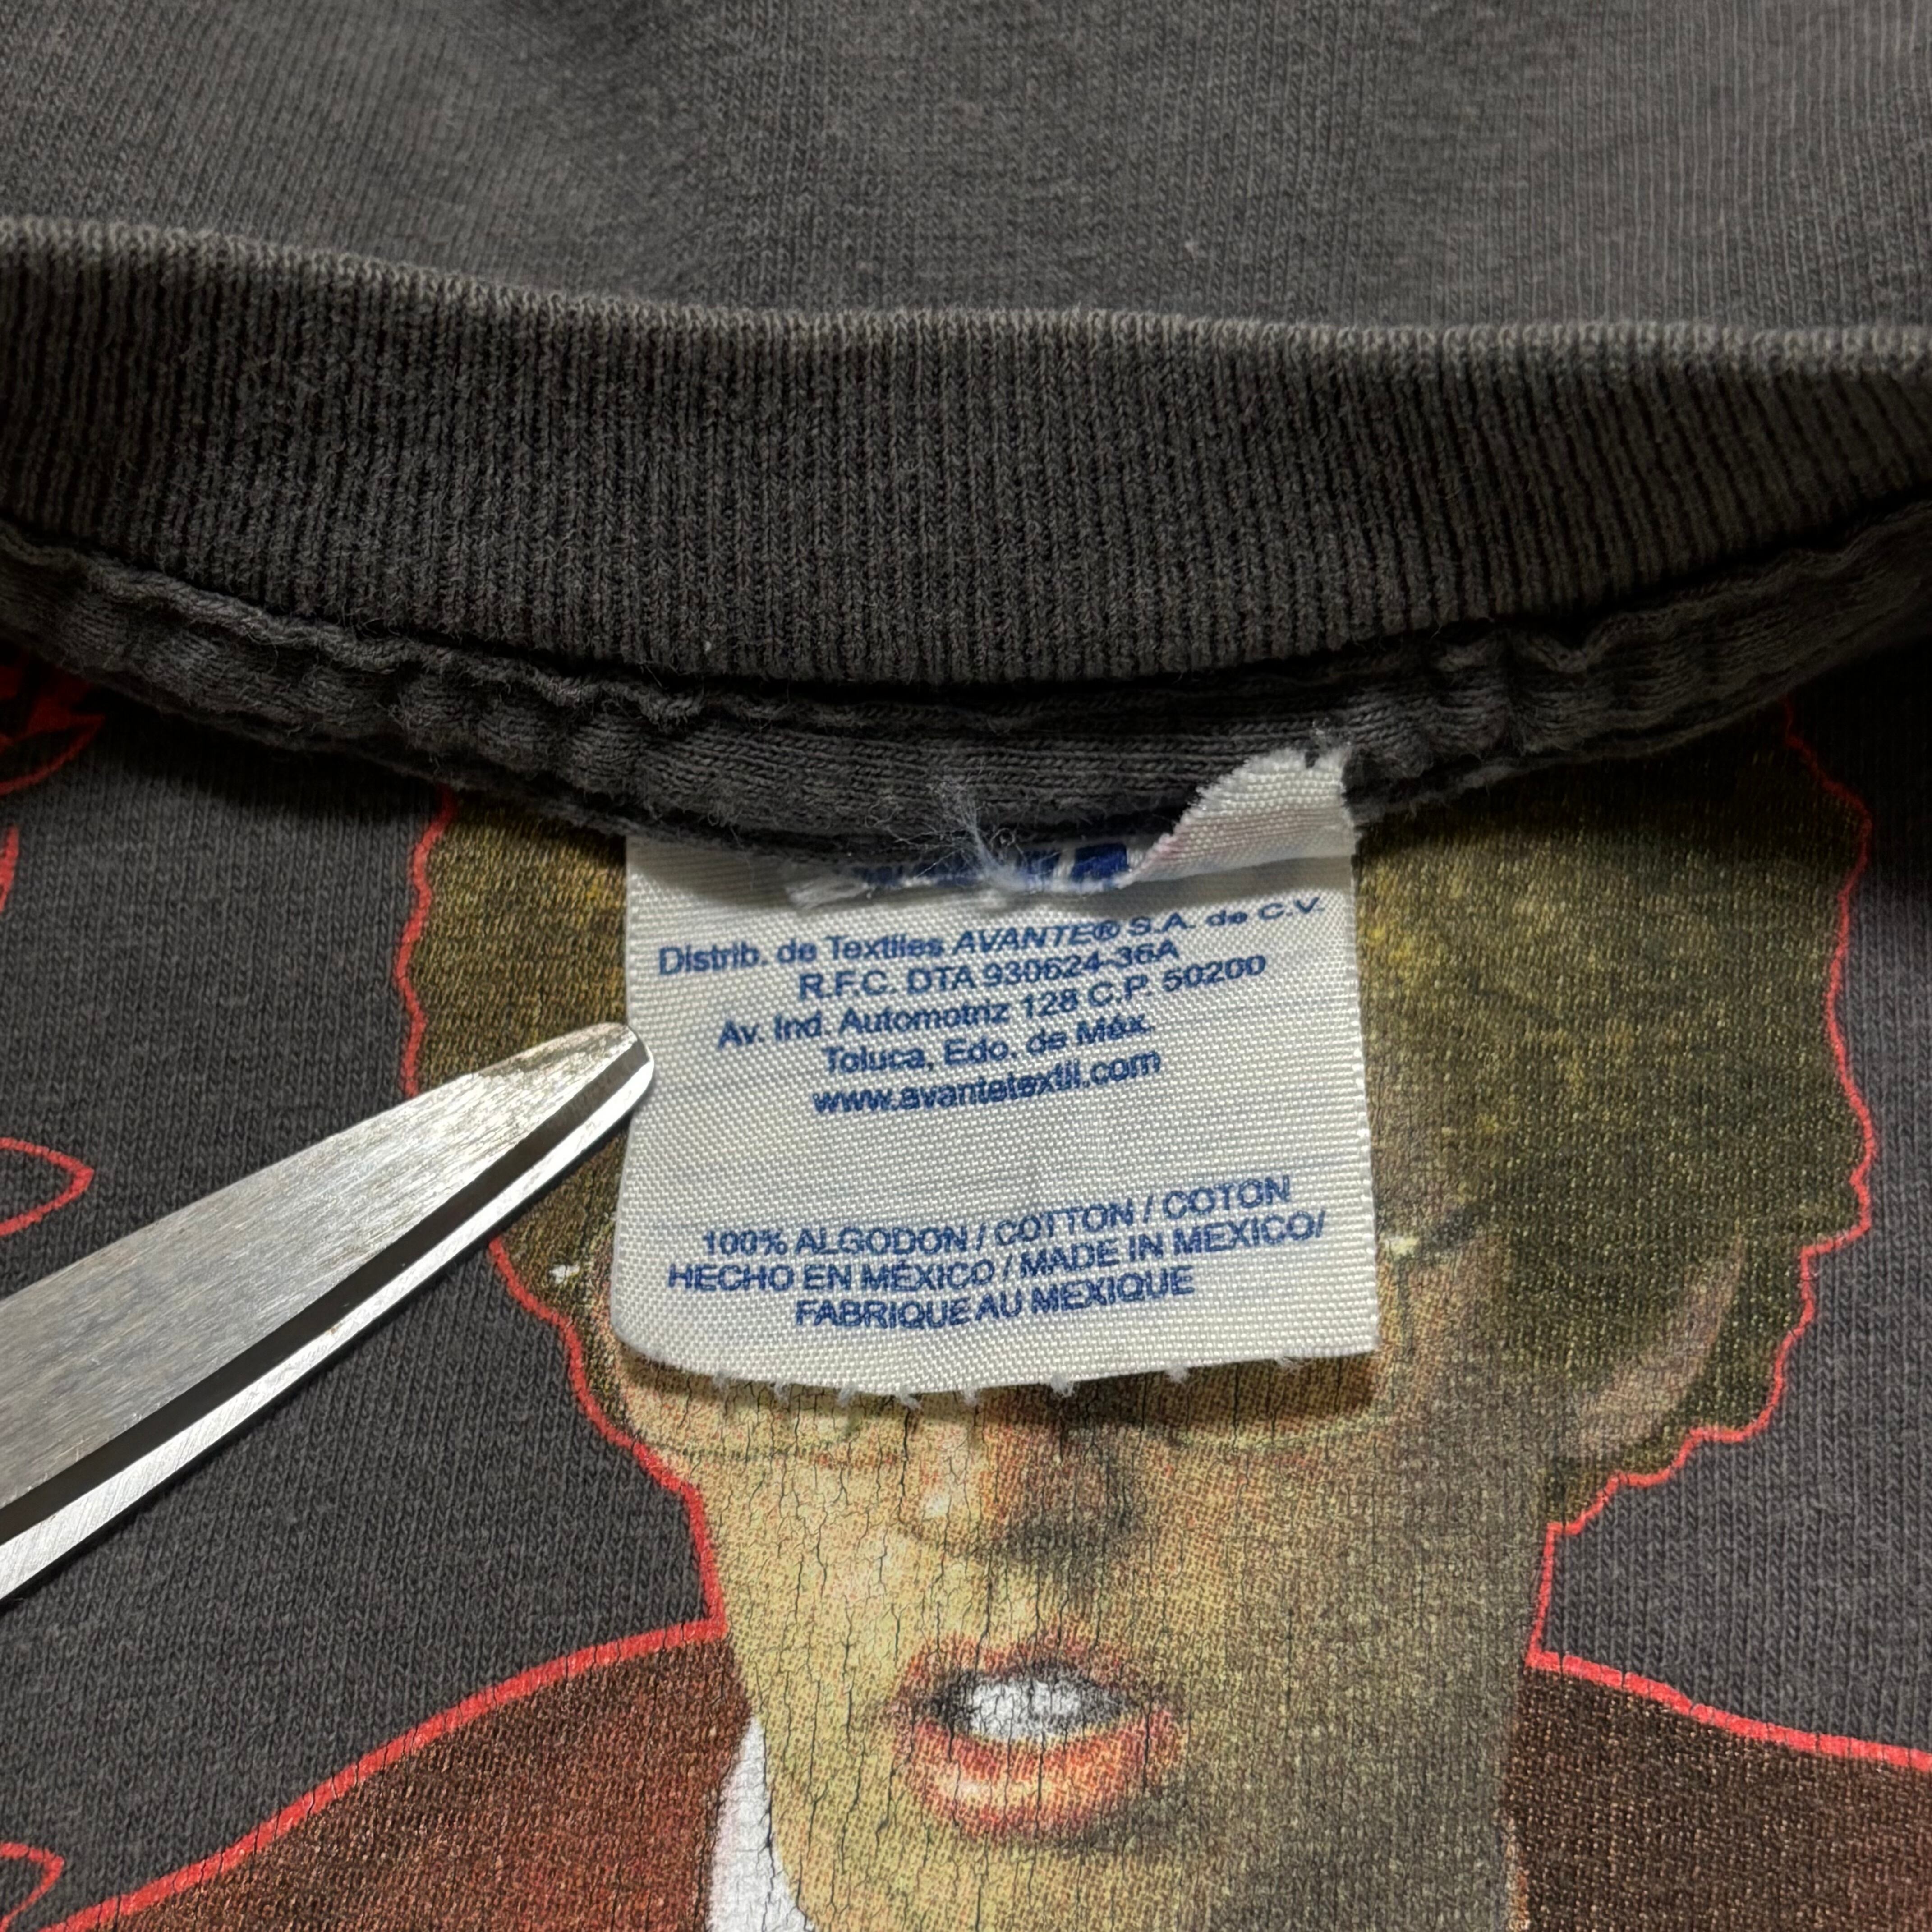 Distrib. de Textiles AVANTE® S.A. de C.V.
R.F.C. DTA 930624-36A
Av. Ind. Automotriz 128 C.P. 50200
Toluca, Edo. de Méx.
www.avantetextil.com
100% ALGODON / COTTON / COTON
HECHO EN MÉXICO / MADE IN MEXICO/
FABRIQUE AU MEXIQUE